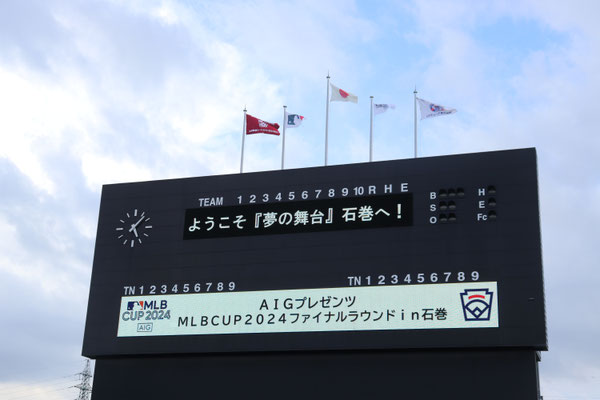 TEAM 1 2 3 4 5 6 7 8 9 10 R H E
ようこそ『夢の舞台』石巻へ!
B H
S E
O Fc
TN 1 2 3 4 5 6 7 8 9 TN 1 2 3 4 5 6 7 8 9
MLB
CUP 2024
AIG
AIGプレゼンツ
MLBCUP2024ファイナルラウンドin石巻